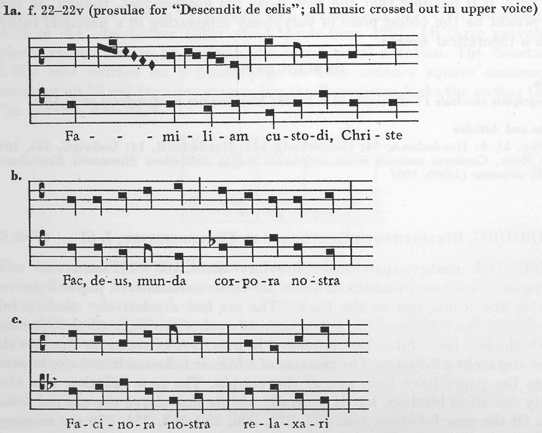 1a. f. 22–22v (prosulae for "Descendit de celis"; all music crossed out in upper voice)
Fa - - - mi - li - am cu - sto - di, Chri - ste
b.
Fac, de - us, mun - da cor - po - ra no - stra
c.
Fa - ci - no - ra no - stra re - la - xa - ri